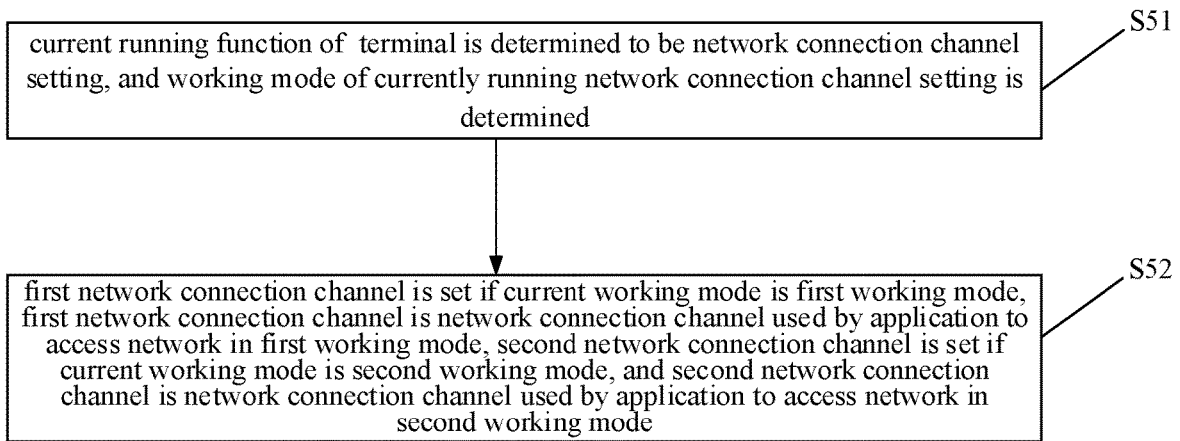 S51
current running function of terminal is determined to be network connection channel
setting, and working mode of currently running network connection channel setting is
determined
S52
first network connection channel is set if current working mode is first working mode,
first network connection channel is network connection channel used by application to
access network in first working mode, second network connection channel is set if
current working mode is second working mode, and second network connection
channel is network connection channel used by application to access network in
second working mode